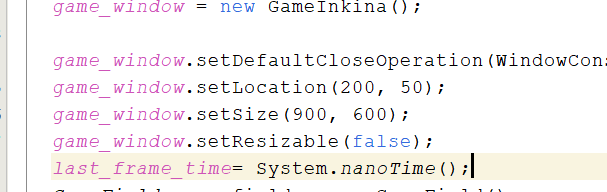 game_window = new GameInkina();
game_window.setDefaultCloseOperation(WindowCons
game_window.setLocation(200, 50);
game_window.setSize(900, 600);
game_window.setResizable(false);
last_frame_time= System.nanoTime();